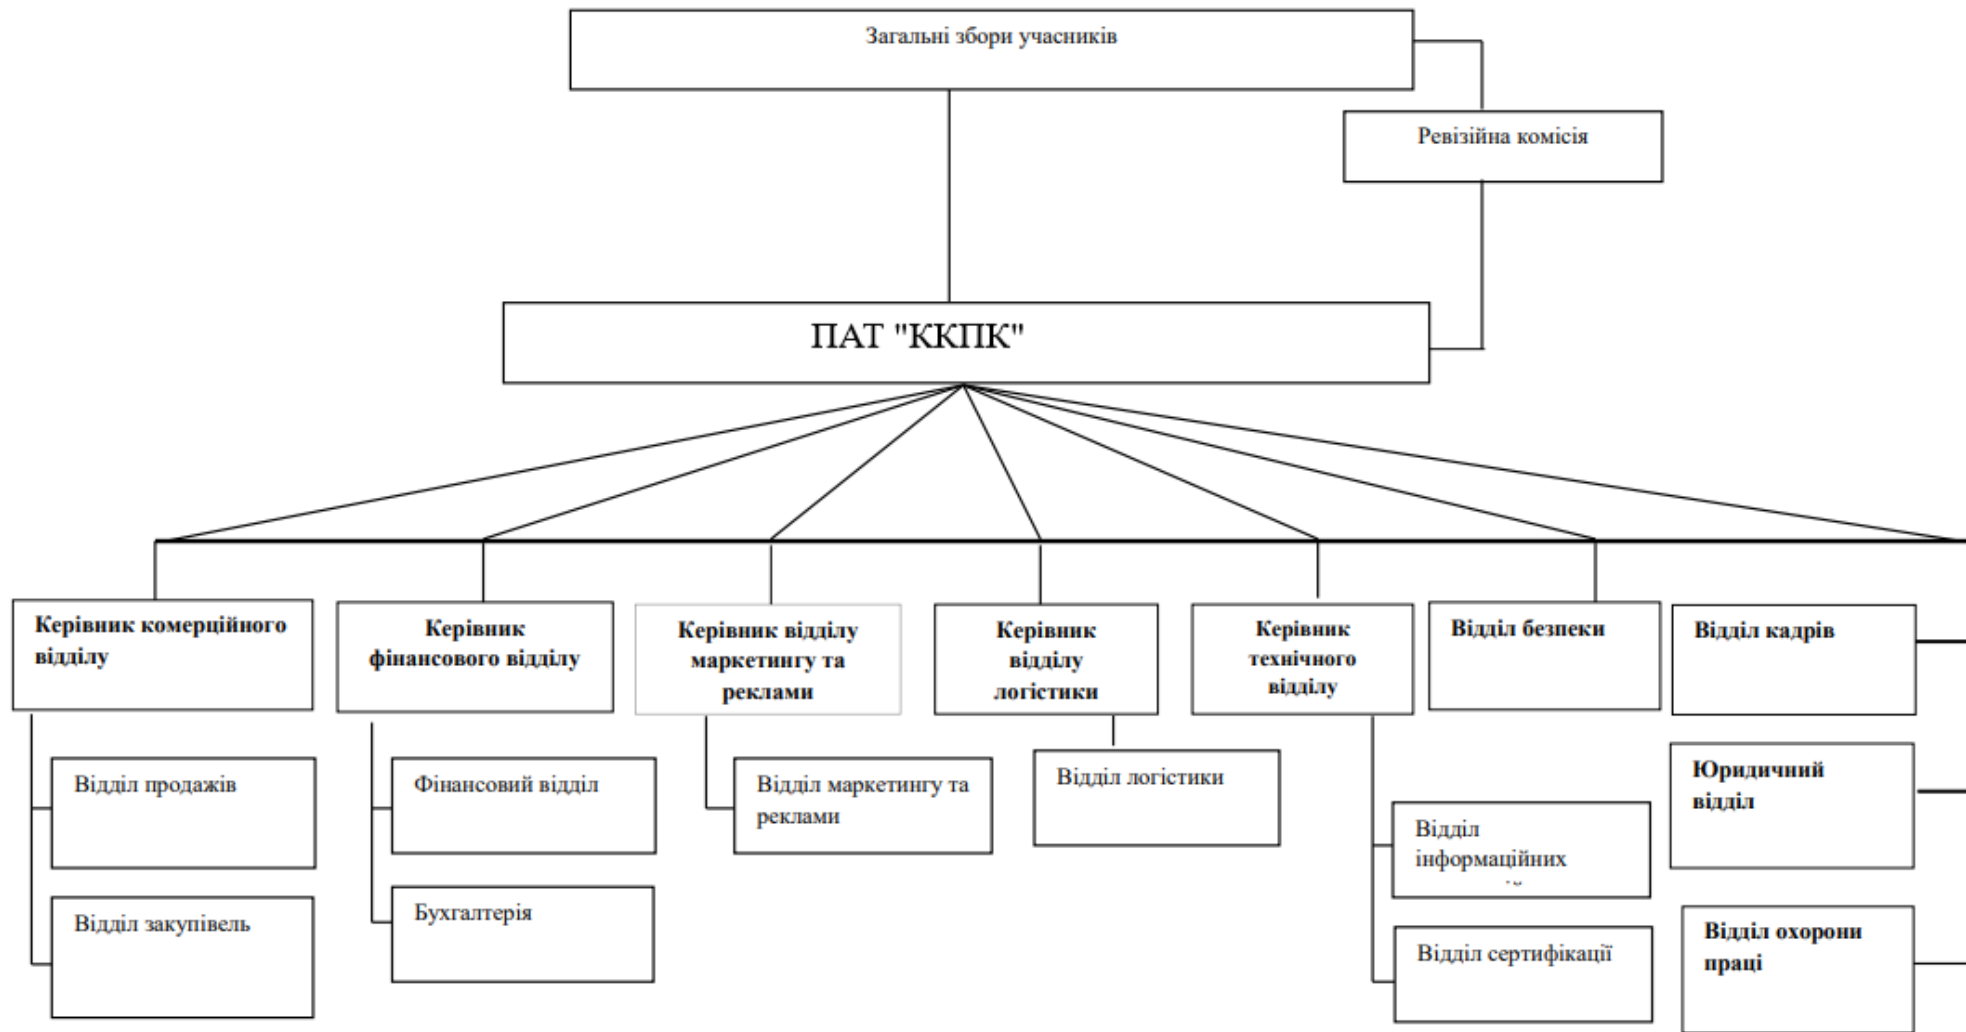 Загальні збори учасників
Ревізійна комісія
ПАТ "ККПК"
Керівник комерційного
відділу
Керівник
фінансового відділу
Керівник відділу
маркетингу та
реклами
Керівник
відділу
логістики
Керівник
технічного
відділу
Відділ безпеки
Відділ кадрів
Відділ продажів
Фінансовий відділ
Відділ маркетингу та
реклами
Відділ логістики
Юридичний
відділ
Відділ
інформаційних
Відділ закупівель
Бухгалтерія
Відділ сертифікації
Відділ охорони
праці